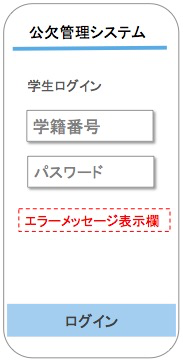 公欠管理システム
学生ログイン
学籍番号
パスワード
エラーメッセージ表示欄
ログイン